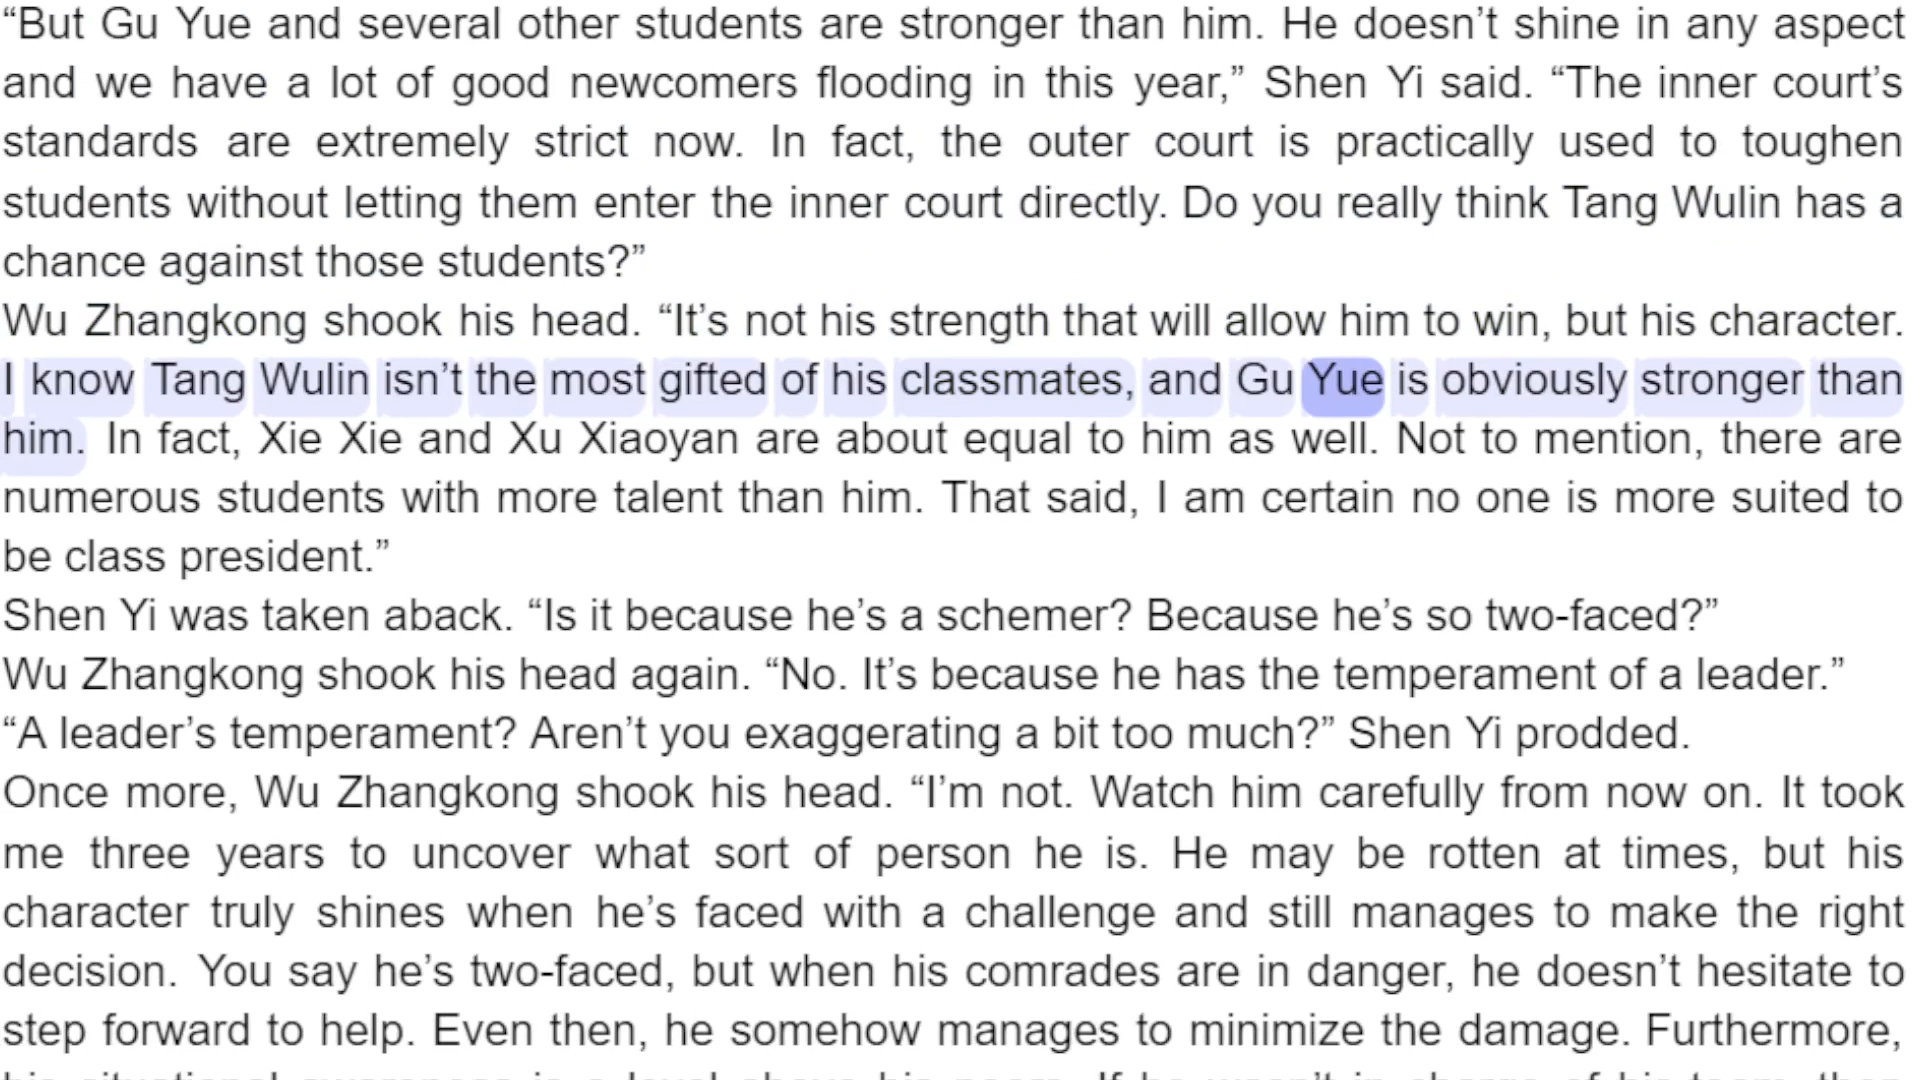 “But Gu Yue and several other students are stronger than him. He doesn’t shine in any aspect
and we have a lot of good newcomers flooding in this year,” Shen Yi said. “The inner court’s
standards are extremely strict now. In fact, the outer court is practically used to toughen
students without letting them enter the inner court directly. Do you really think Tang Wulin has a
chance against those students?”
Wu Zhangkong shook his head. “It’s not his strength that will allow him to win, but his character.
I know Tang Wulin isn’t the most gifted of his classmates, and Gu Yue is obviously stronger than
him. In fact, Xie Xie and Xu Xiaoyan are about equal to him as well. Not to mention, there are
numerous students with more talent than him. That said, I am certain no one is more suited to
be class president.”
Shen Yi was taken aback. “Is it because he’s a schemer? Because he’s so two-faced?”
Wu Zhangkong shook his head again. “No. It’s because he has the temperament of a leader.”
“A leader’s temperament? Aren’t you exaggerating a bit too much?” Shen Yi prodded.
Once more, Wu Zhangkong shook his head. “I’m not. Watch him carefully from now on. It took
me three years to uncover what sort of person he is. He may be rotten at times, but his
character truly shines when he’s faced with a challenge and still manages to make the right
decision. You say he’s two-faced, but when his comrades are in danger, he doesn’t hesitate to
step forward to help. Even then, he somehow manages to minimize the damage. Furthermore,